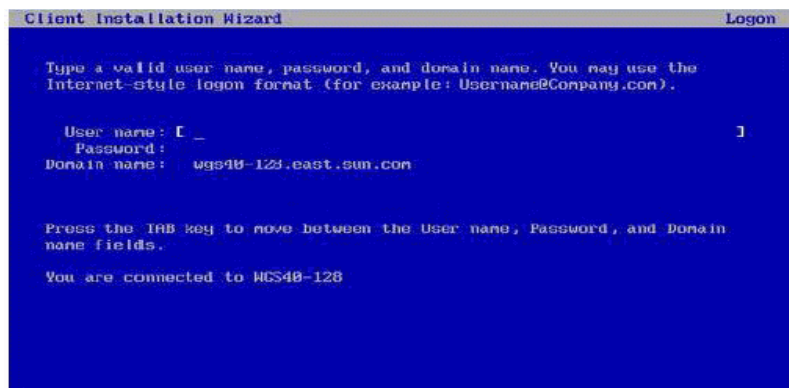 Client Installation Wizard Logon
Type a valid user name, password, and domain name. You may use the
Internet-style logon format (for example: Username@Company.com).
User name: [ _ ]
Password:
Domain name: wgs40-128.east.sun.com
Press the TAB key to move between the User name, Password, and Domain
name fields.
You are connected to WGS40-128